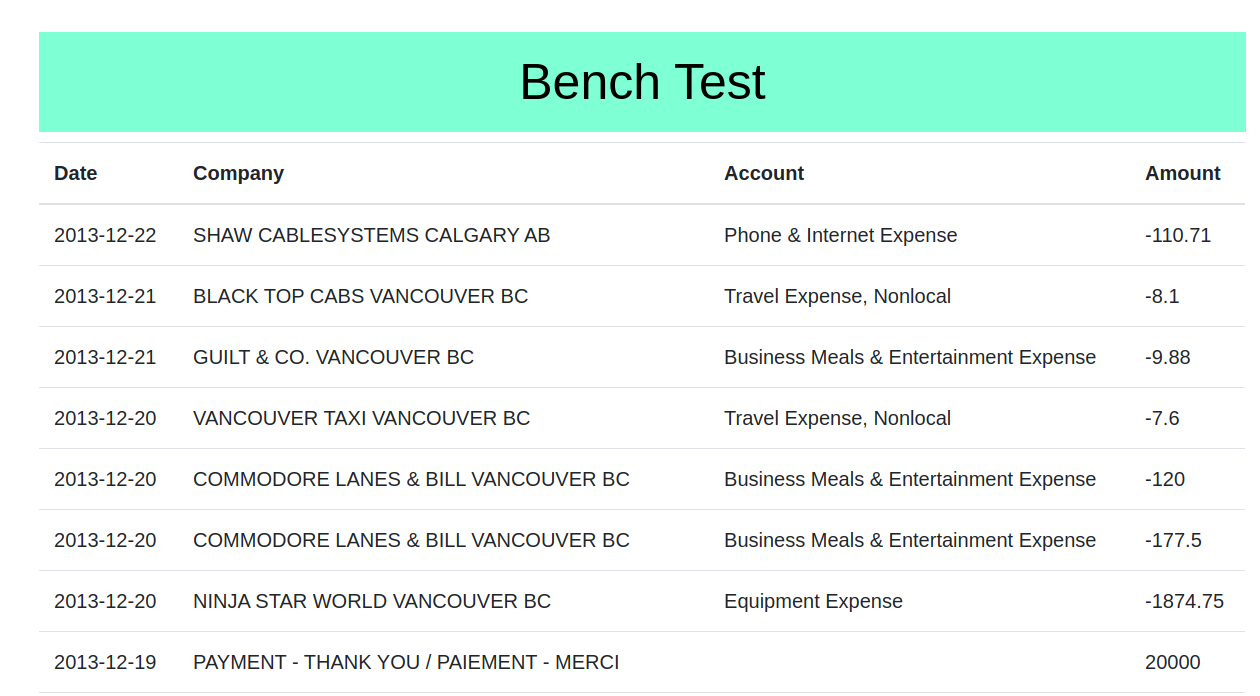 Bench Test
Date Company Account Amount
2013-12-22 SHAW CABLESYSTEMS CALGARY AB Phone & Internet Expense -110.71
2013-12-21 BLACK TOP CABS VANCOUVER BC Travel Expense, Nonlocal -8.1
2013-12-21 GUILT & CO. VANCOUVER BC Business Meals & Entertainment Expense -9.88
2013-12-20 VANCOUVER TAXI VANCOUVER BC Travel Expense, Nonlocal -7.6
2013-12-20 COMMODORE LANES & BILL VANCOUVER BC Business Meals & Entertainment Expense -120
2013-12-20 COMMODORE LANES & BILL VANCOUVER BC Business Meals & Entertainment Expense -177.5
2013-12-20 NINJA STAR WORLD VANCOUVER BC Equipment Expense -1874.75
2013-12-19 PAYMENT - THANK YOU / PAIEMENT - MERCI 20000